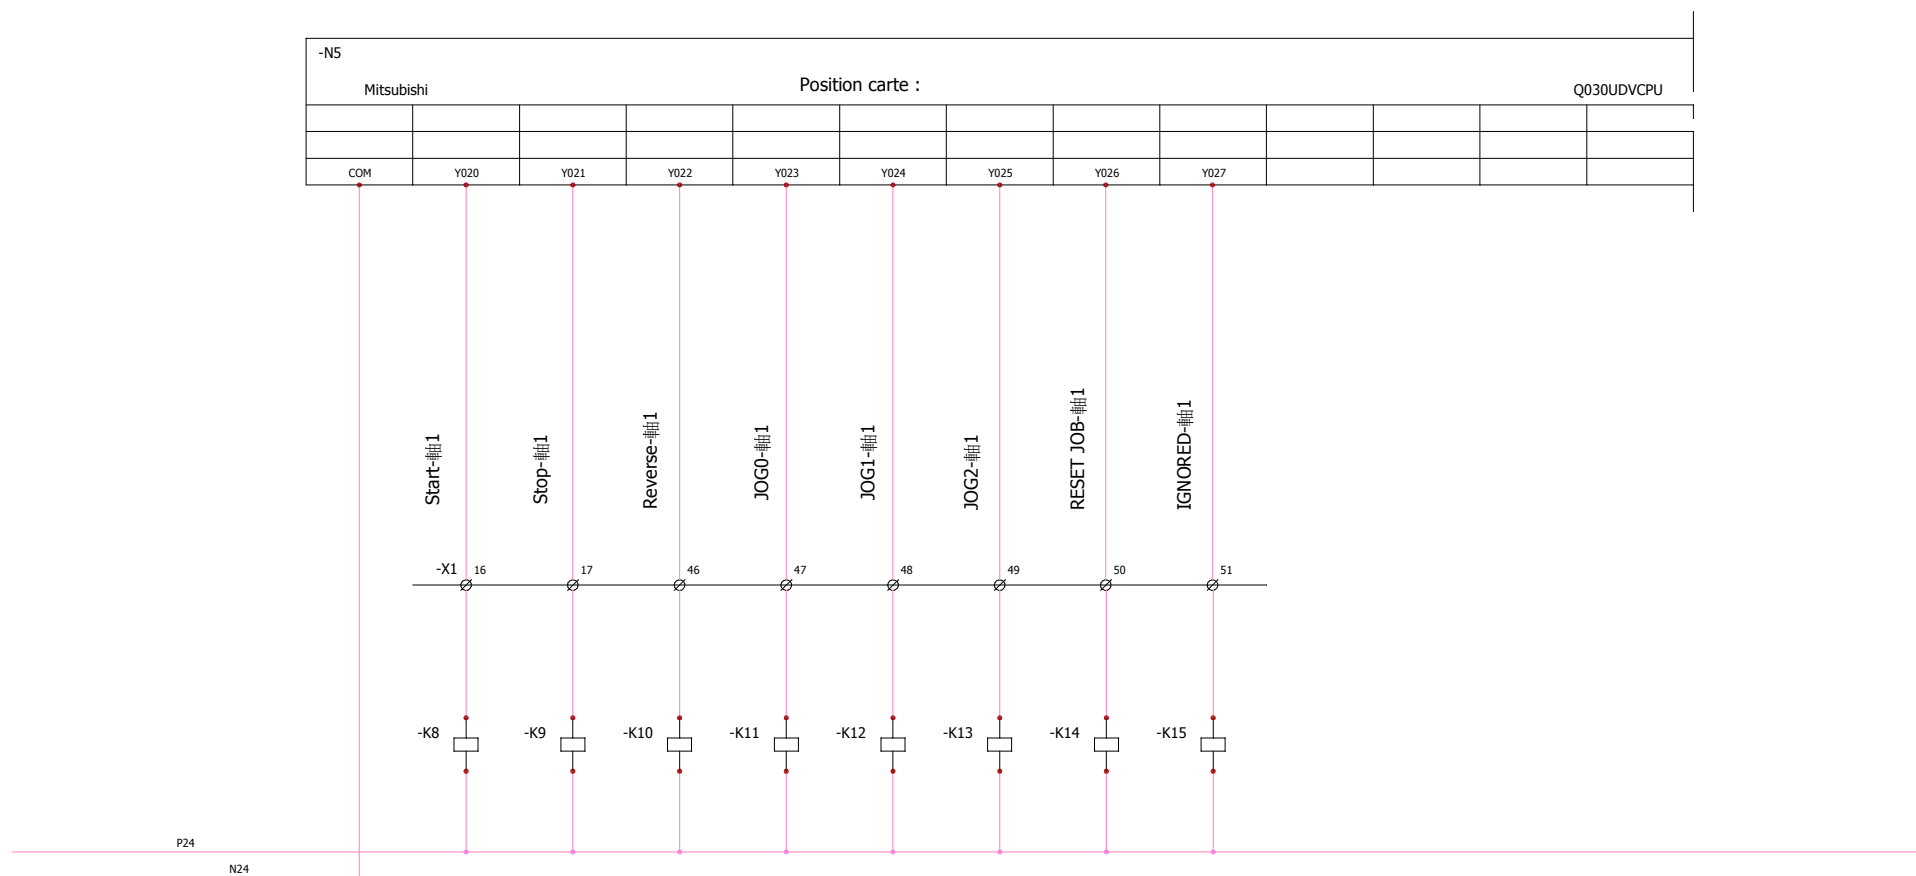 -N5
Mitsubishi
Position carte :
Q030UDVCPU
COM Y020 Y021 Y022 Y023 Y024 Y025 Y026 Y027
Start-軸1
Stop-軸1
Reverse-軸1
JOG0-軸1
JOG1-軸1
JOG2-軸1
RESET JOB-軸1
IGNORED-軸1
-X1 16 17 46 47 48 49 50 51
-K8 -K9 -K10 -K11 -K12 -K13 -K14 -K15
P24
N24